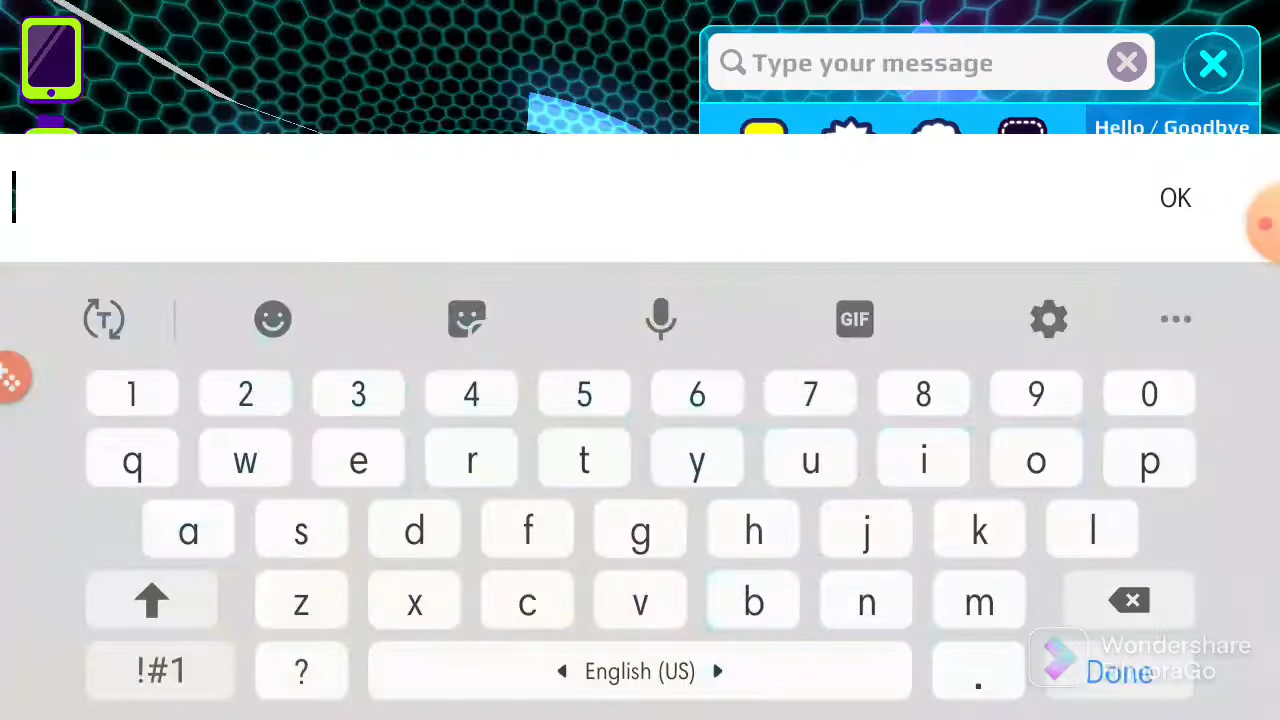 Type your message
Hello / Goodbye
OK
T
GIF
1 2 3 4 5 6 7 8 9 0
q w e r t y u i o p
a s d f g h j k l
z x c v b n m
!#1 ? English (US) . Done
Wondershare
FilmoraGo